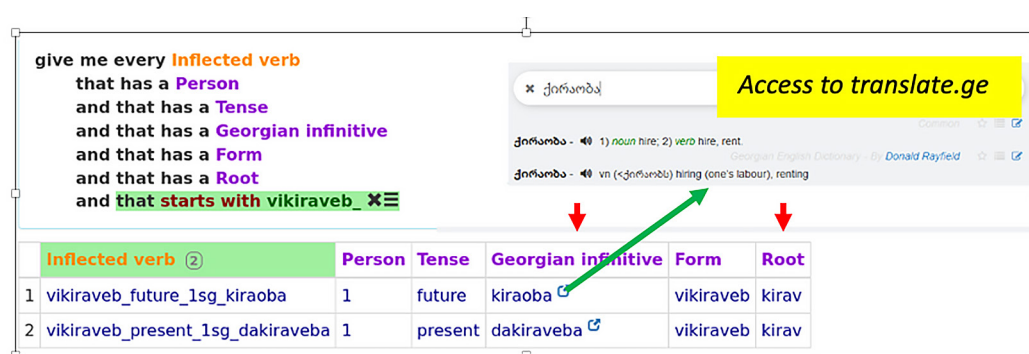 give me every Inflected verb
that has a Person
and that has a Tense
and that has a Georgian infinitive
and that has a Form
and that has a Root
and that starts with vikiraveb_
ქირაობა
Access to translate.ge
Common
ქირაობა - 1) noun hire; 2) verb hire, rent.
Georgian English Dictionary - By Donald Rayfield
ქირაობა - vn (<ქირაობს) hiring (one's labour), renting
Inflected verb 2 Person Tense Georgian infinitive Form Root
1 vikiraveb_future_1sg_kiraoba 1 future kiraoba vikiraveb kirav
2 vikiraveb_present_1sg_dakiraveba 1 present dakiraveba vikiraveb kirav